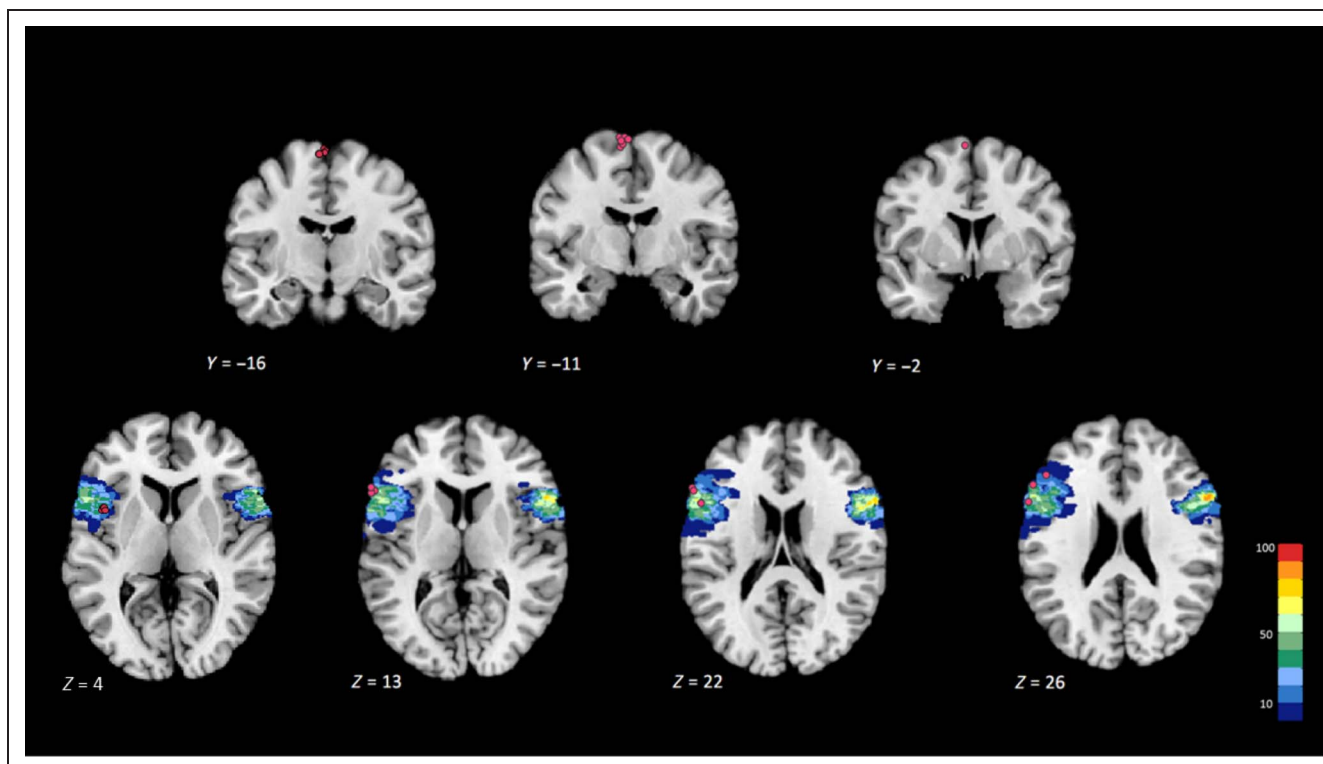 Y = –16
Y = –11
Y = –2
Z = 4
Z = 13
Z = 22
Z = 26
100
50
10